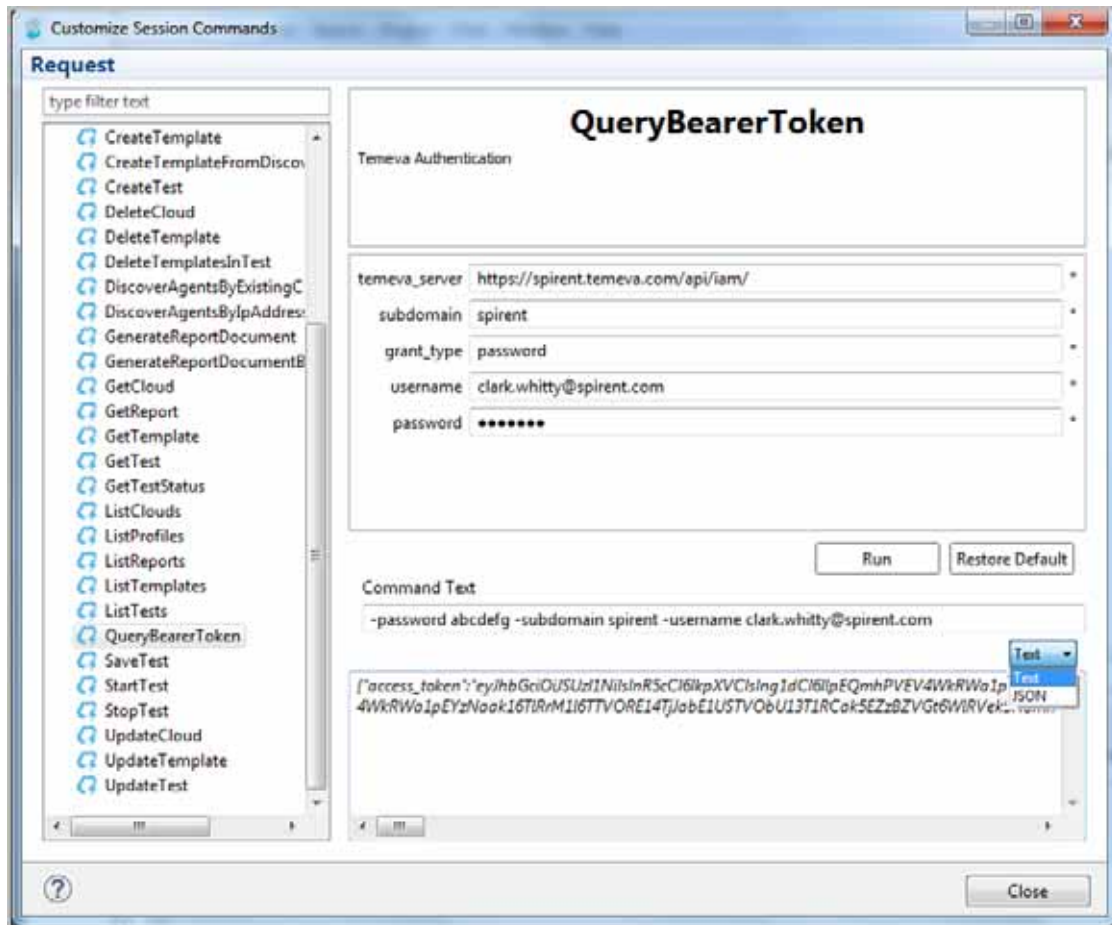 Customize Session Commands
Request
type filter text
CreateTemplate
CreateTemplateFromDiscov
CreateTest
DeleteCloud
DeleteTemplate
DeleteTemplatesInTest
DiscoverAgentsByExistingC
DiscoverAgentsByIpAddres
GenerateReportDocument
GenerateReportDocumentB
GetCloud
GetReport
GetTemplate
GetTest
GetTestStatus
ListClouds
ListProfiles
ListReports
ListTemplates
ListTests
QueryBearerToken
SaveTest
StartTest
StopTest
UpdateCloud
UpdateTemplate
UpdateTest
QueryBearerToken
Temeva Authentication
temeva_server https://spirent.temeva.com/api/iam/ *
subdomain spirent *
grant_type password *
username clark.whitty@spirent.com *
password ●●●●●●● *
Run Restore Default
Command Text
-password abcdefg -subdomain spirent -username clark.whitty@spirent.com
Text
Text
JSON
{"access_token":
? Close